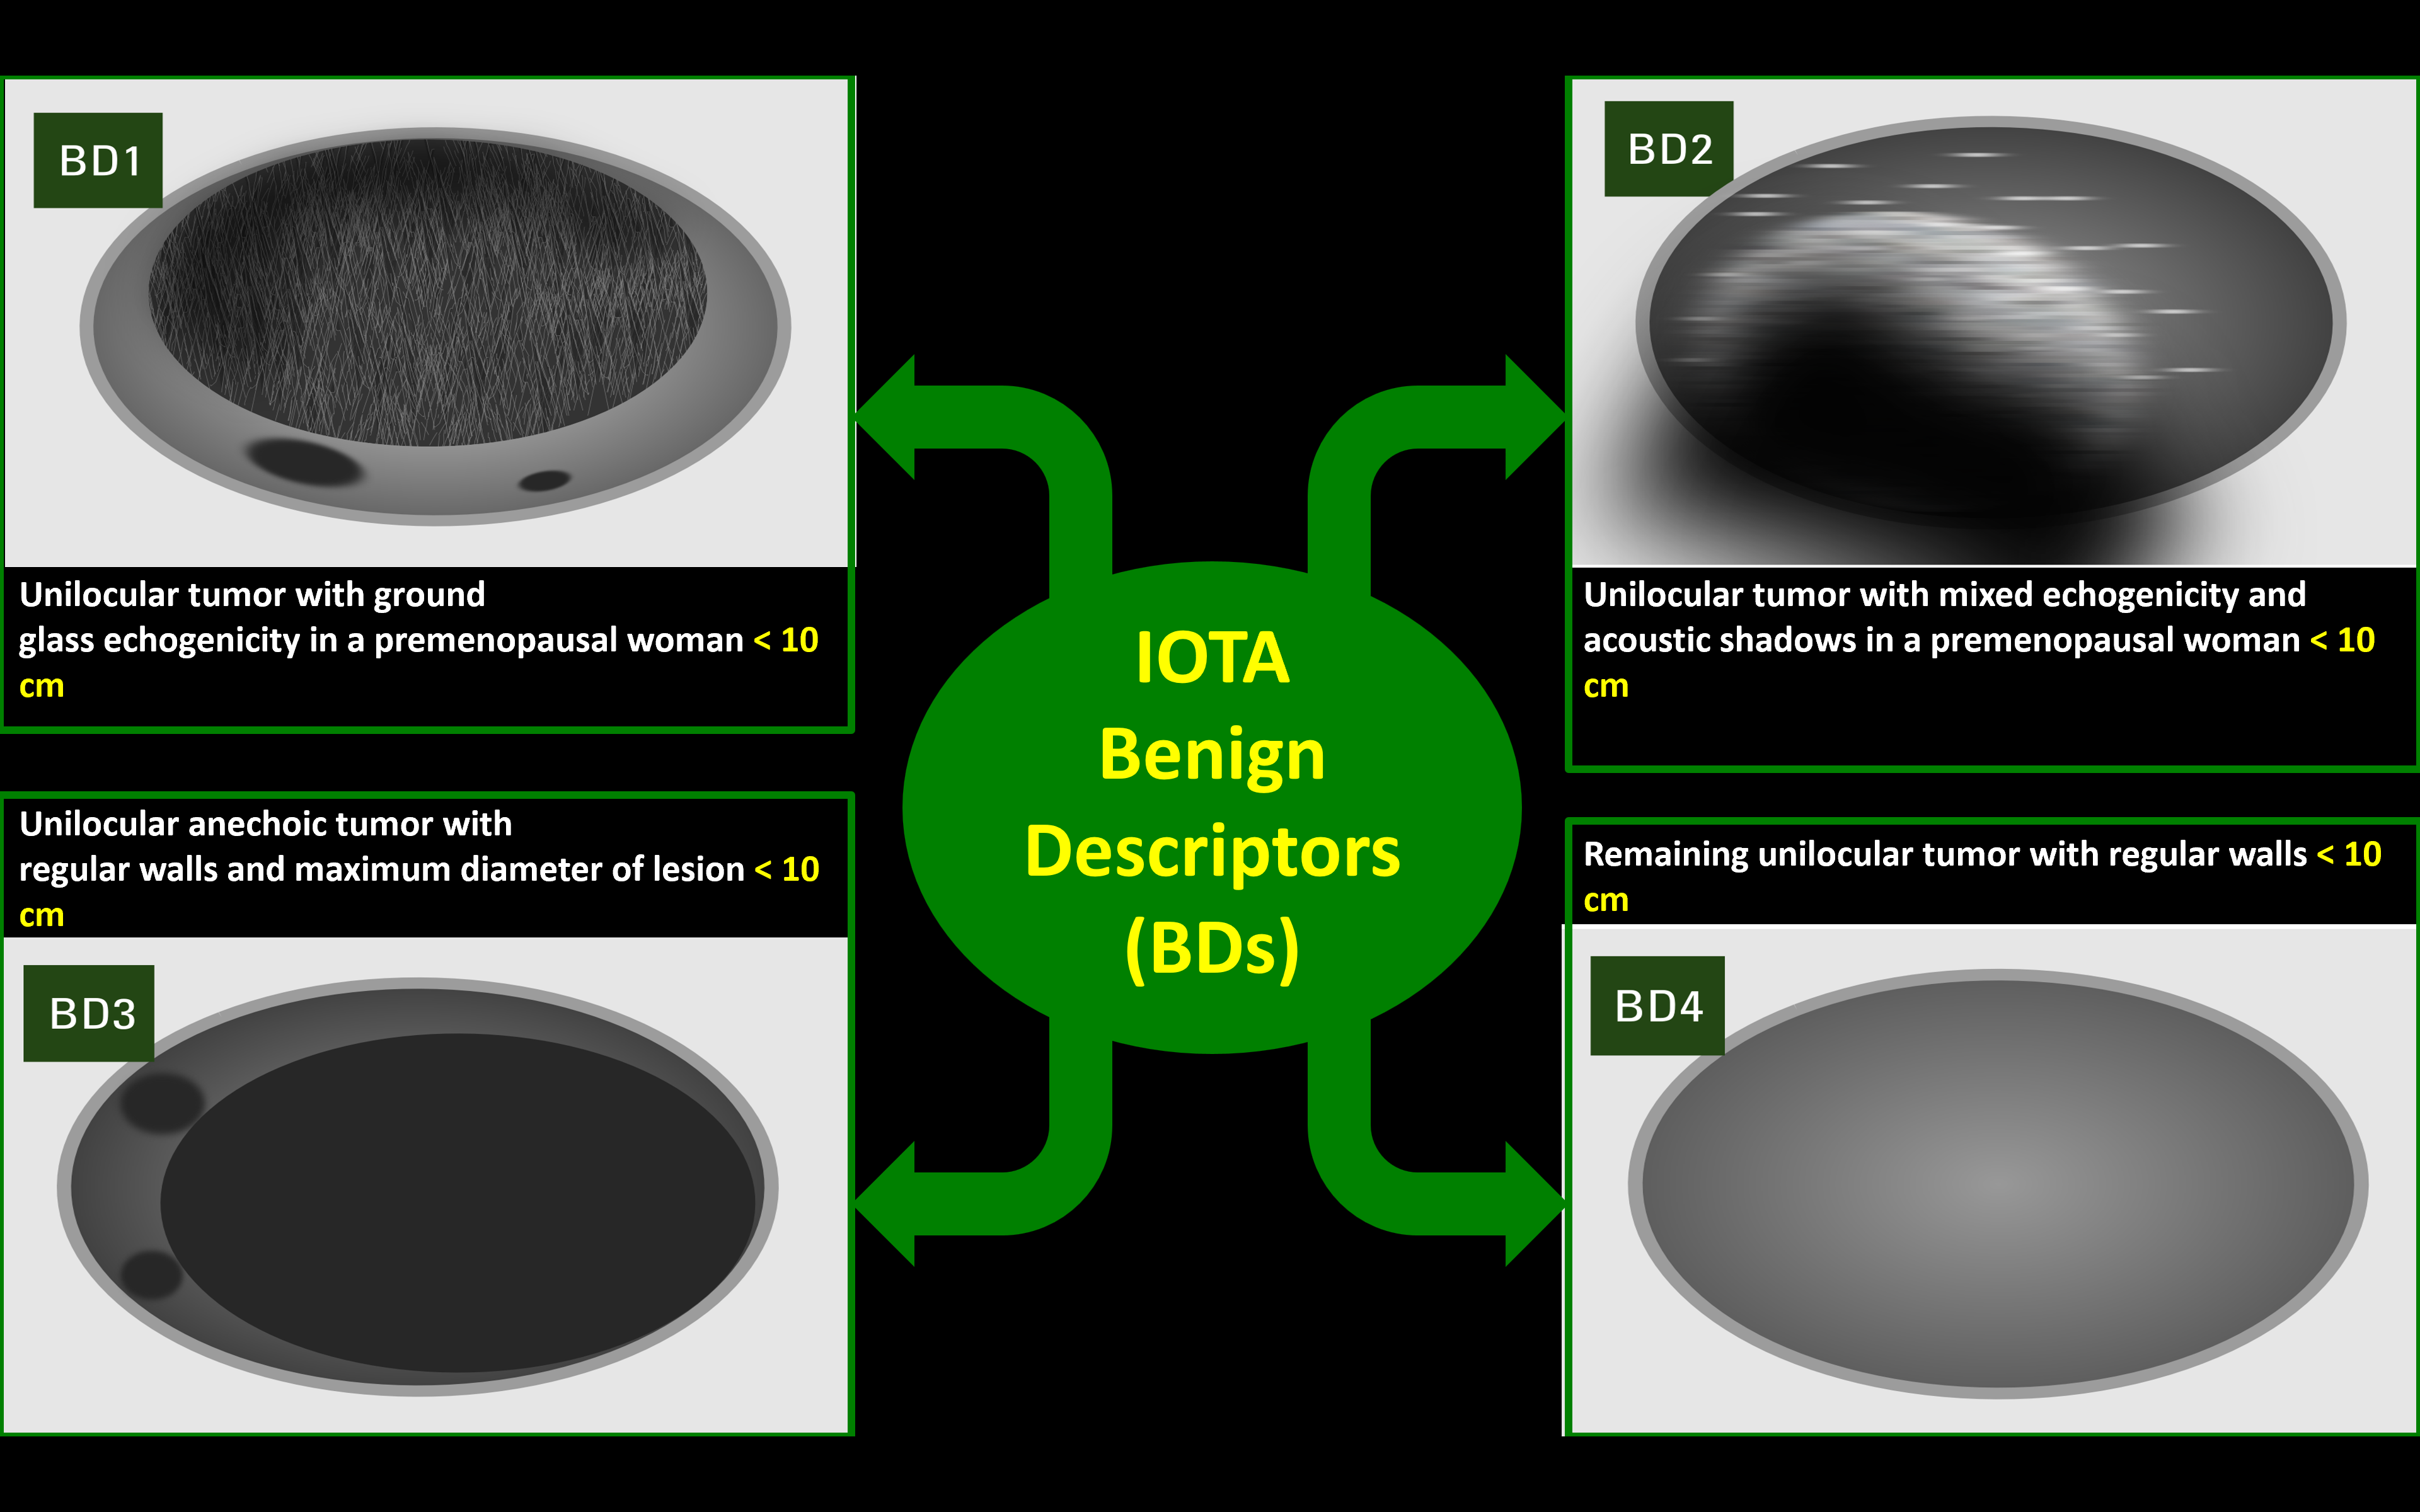 BD1
Unilocular tumor with ground
glass echogenicity in a premenopausal woman < 10
cm
BD2
Unilocular tumor with mixed echogenicity and
acoustic shadows in a premenopausal woman < 10
cm
IOTA
Benign
Descriptors
(BDs)
Unilocular anechoic tumor with
regular walls and maximum diameter of lesion < 10
cm
BD3
Remaining unilocular tumor with regular walls < 10
cm
BD4